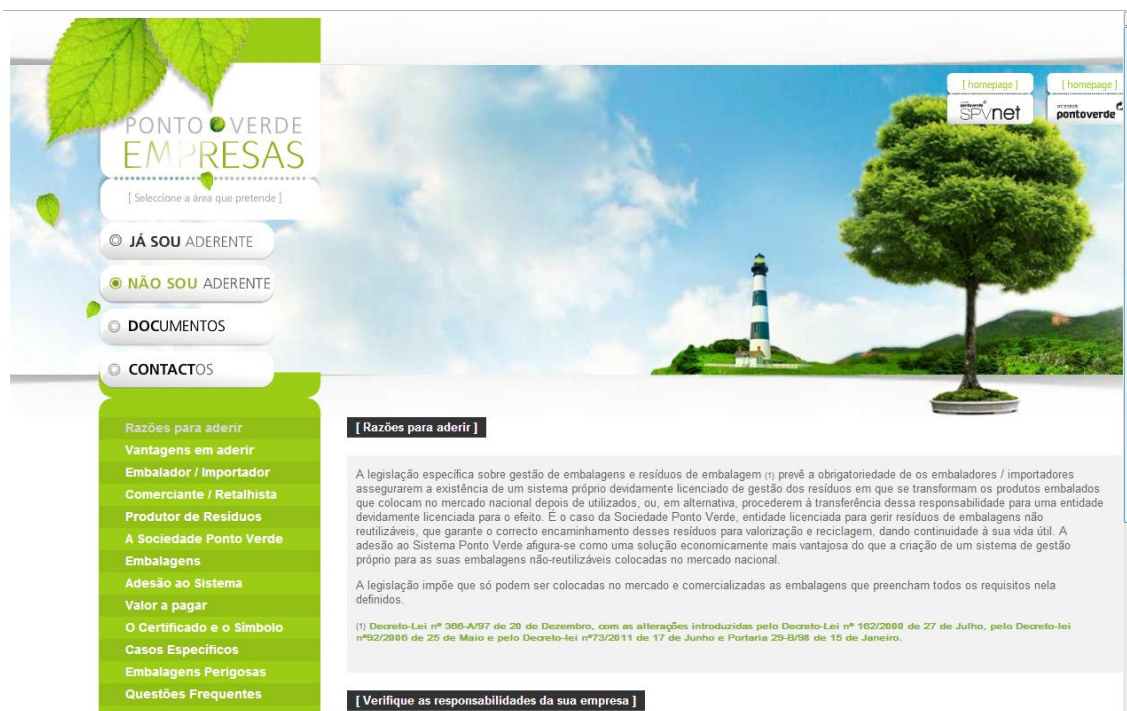 PONTO VERDE
EMPRESAS
[ Seleccione a área que pretende ]
[ homepage ]
SPVnet
[ homepage ]
pontoverde
JÁ SOU ADERENTE
NÃO SOU ADERENTE
DOCUMENTOS
CONTACTOS
Razões para aderir
Vantagens em aderir
Embalador / Importador
Comerciante / Retalhista
Produtor de Resíduos
A Sociedade Ponto Verde
Embalagens
Adesão ao Sistema
Valor a pagar
O Certificado e o Símbolo
Casos Específicos
Embalagens Perigosas
Questões Frequentes
[ Razões para aderir ]
A legislação específica sobre gestão de embalagens e resíduos de embalagem (1) prevê a obrigatoriedade de os embaladores / importadores
assegurarem a existência de um sistema próprio devidamente licenciado de gestão dos resíduos em que se transformam os produtos embalados
que colocam no mercado nacional depois de utilizados, ou, em alternativa, procederem à transferência dessa responsabilidade para uma entidade
devidamente licenciada para o efeito. É o caso da Sociedade Ponto Verde, entidade licenciada para gerir resíduos de embalagens não
reutilizáveis, que garante o correcto encaminhamento desses resíduos para valorização e reciclagem, dando continuidade à sua vida útil. A
adesão ao Sistema Ponto Verde afigura-se como uma solução economicamente mais vantajosa do que a criação de um sistema de gestão
próprio para as suas embalagens não-reutilizáveis colocadas no mercado nacional.
A legislação impõe que só podem ser colocadas no mercado e comercializadas as embalagens que preencham todos os requisitos nela
definidos.
(1) Decreto-Lei nº 366-A/97 de 20 de Dezembro, com as alterações introduzidas pelo Decreto-Lei nº 162/2000 de 27 de Julho, pelo Decreto-lei
nº92/2006 de 25 de Maio e pelo Decreto-lei nº73/2011 de 17 de Junho e Portaria 29-B/98 de 15 de Janeiro.
[ Verifique as responsabilidades da sua empresa ]